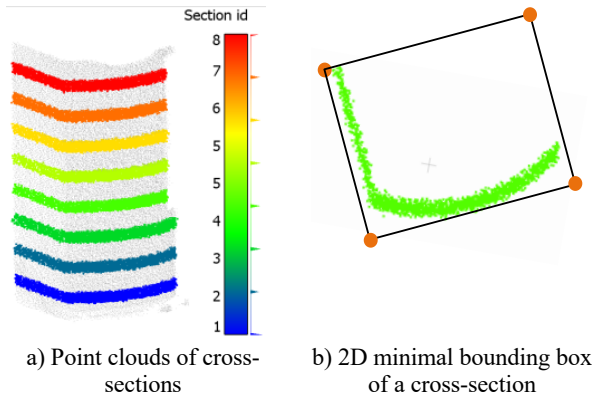 Section id
8
7
6
5
5
4
3
2
1
a) Point clouds of cross-
sections
b) 2D minimal bounding box
of a cross-section